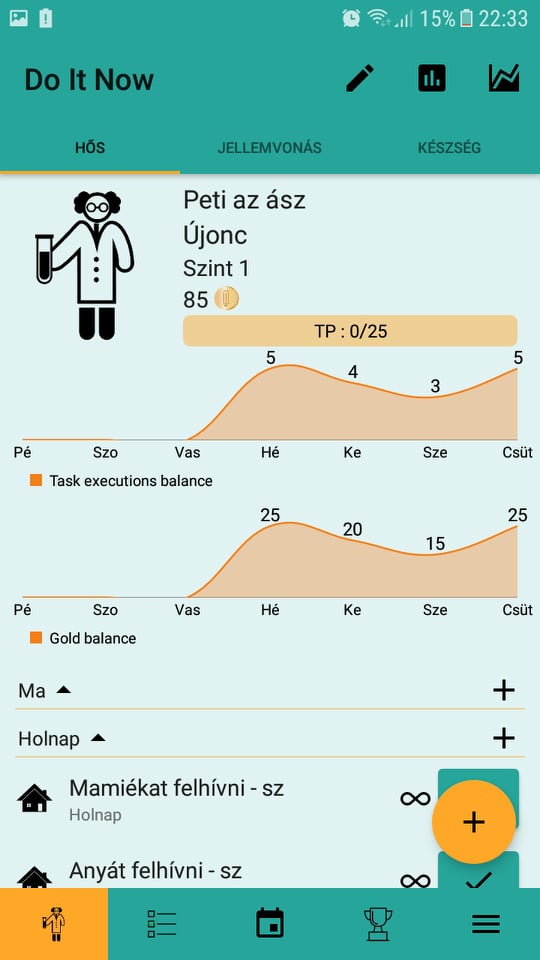 15% 22:33
Do It Now
HŐS JELLEMVONÁS KÉSZSÉG
Peti az ász
Újonc
Szint 1
85
TP : 0/25
5 4 3 5
Pé Szo Vas Hé Ke Sze Csüt
Task executions balance
25 20 15 25
Pé Szo Vas Hé Ke Sze Csüt
Gold balance
Ma
Holnap
Mamiékat felhívni - sz
Holnap
Anyát felhívni - sz